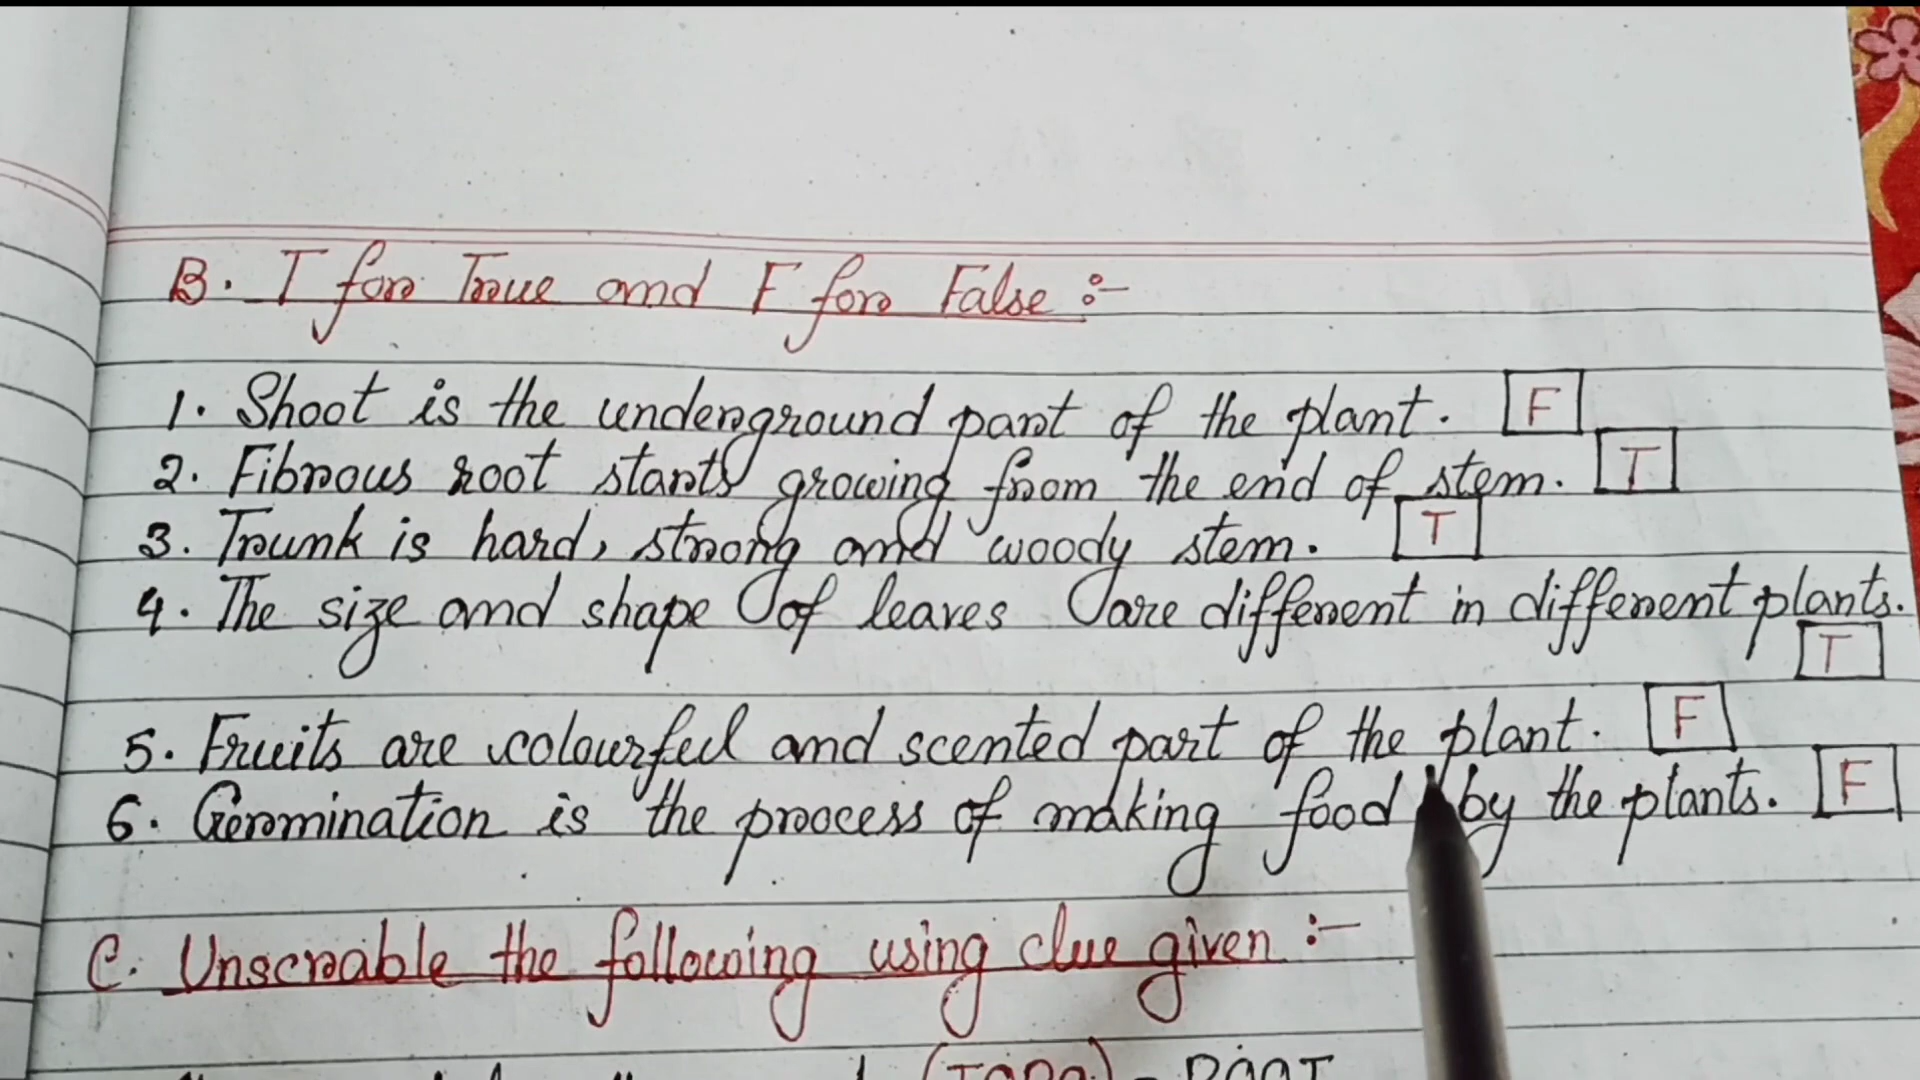 B. T for True and F for False :-
1. Shoot is the underground part of the plant. F
2. Fibrous root starts growing from the end of stem. T
3. Trunk is hard, strong and woody stem. T
4. The size and shape of leaves are different in different plants.
T
5. Fruits are colourful and scented part of the plant. F
6. Germination is the process of making food by the plants. F
C. Unscrable the following using clue given :-